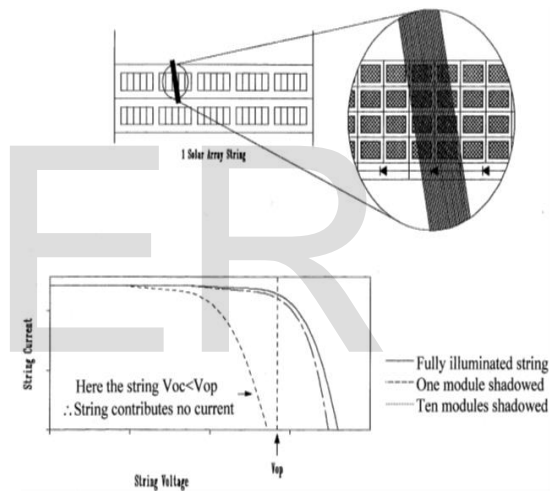 1 Solar Array String
IJSER
String Current
Here the string Voc<Vop
∴String contributes no current
Fully illuminated string
One module shadowed
Ten modules shadowed
Vop
String Voltage